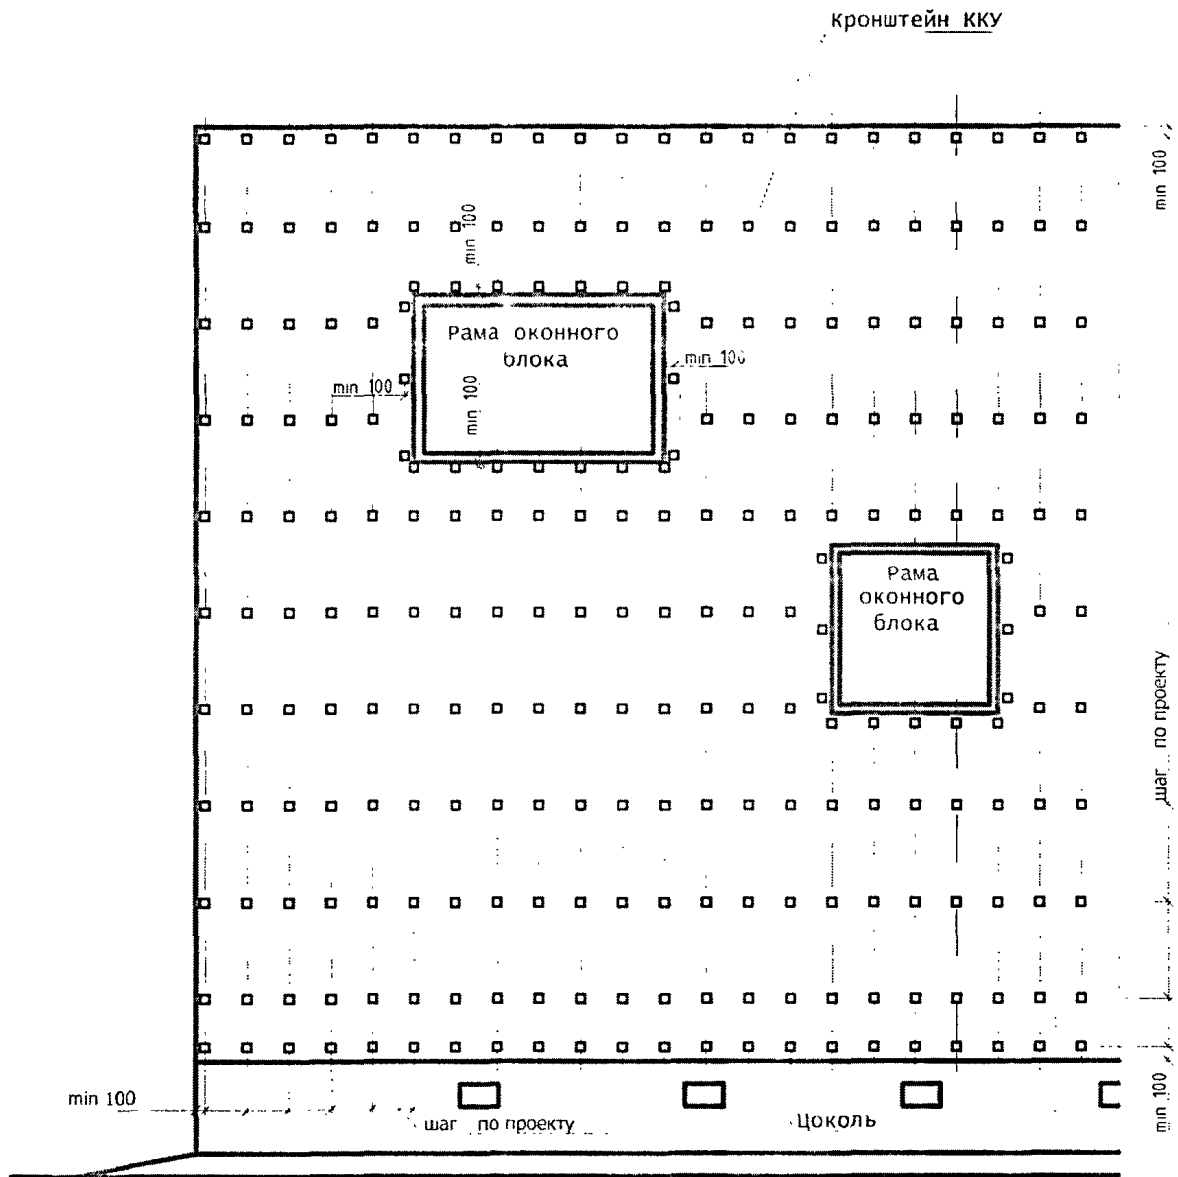 Кронштейн ККУ
min 100
min 100
Рама оконного
блока
min 100
min 100
min 100
Рама
оконного
блока
шаг по проекту
min 100
min 100
шаг по проекту
Цоколь